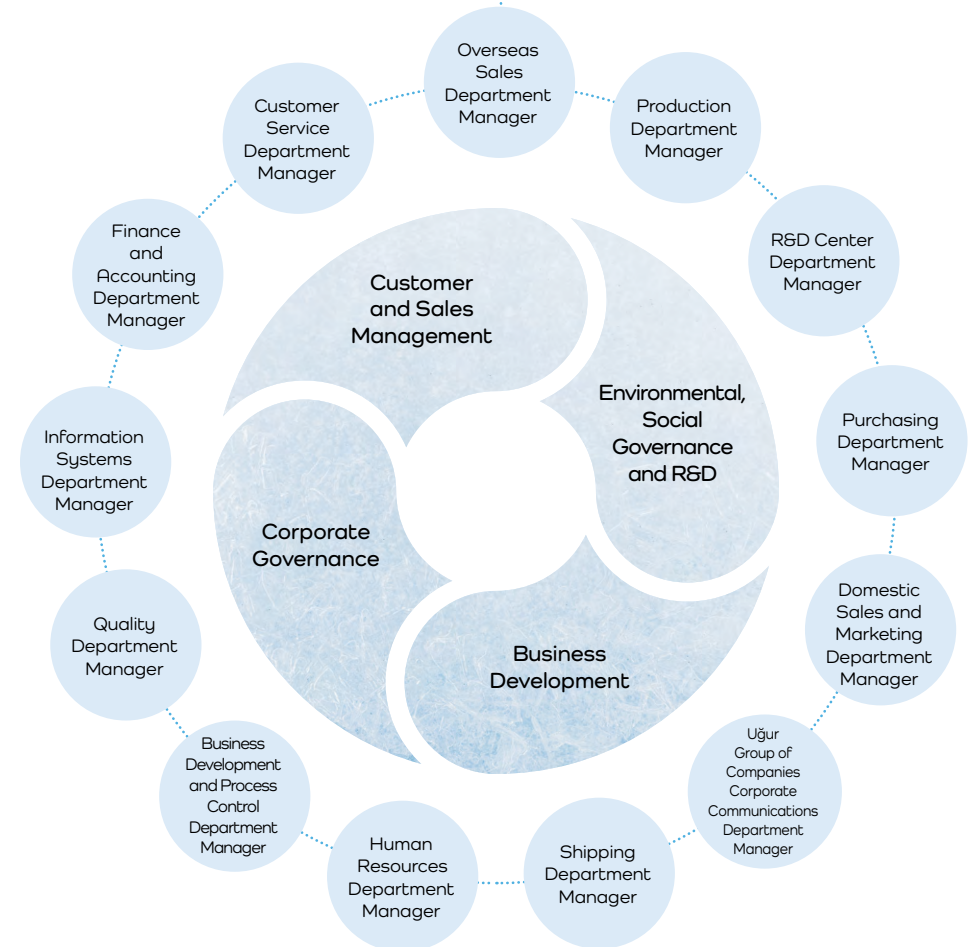 Overseas
Sales
Department
Manager
Production
Department
Manager
R&D Center
Department
Manager
Purchasing
Department
Manager
Domestic
Sales and
Marketing
Department
Manager
Uğur
Group of
Companies
Corporate
Communications
Department
Manager
Shipping
Department
Manager
Human
Resources
Department
Manager
Business
Development
and Process
Control
Department
Manager
Quality
Department
Manager
Information
Systems
Department
Manager
Finance
and
Accounting
Department
Manager
Customer
Service
Department
Manager
Customer
and Sales
Management
Environmental,
Social
Governance
and R&D
Business
Development
Corporate
Governance